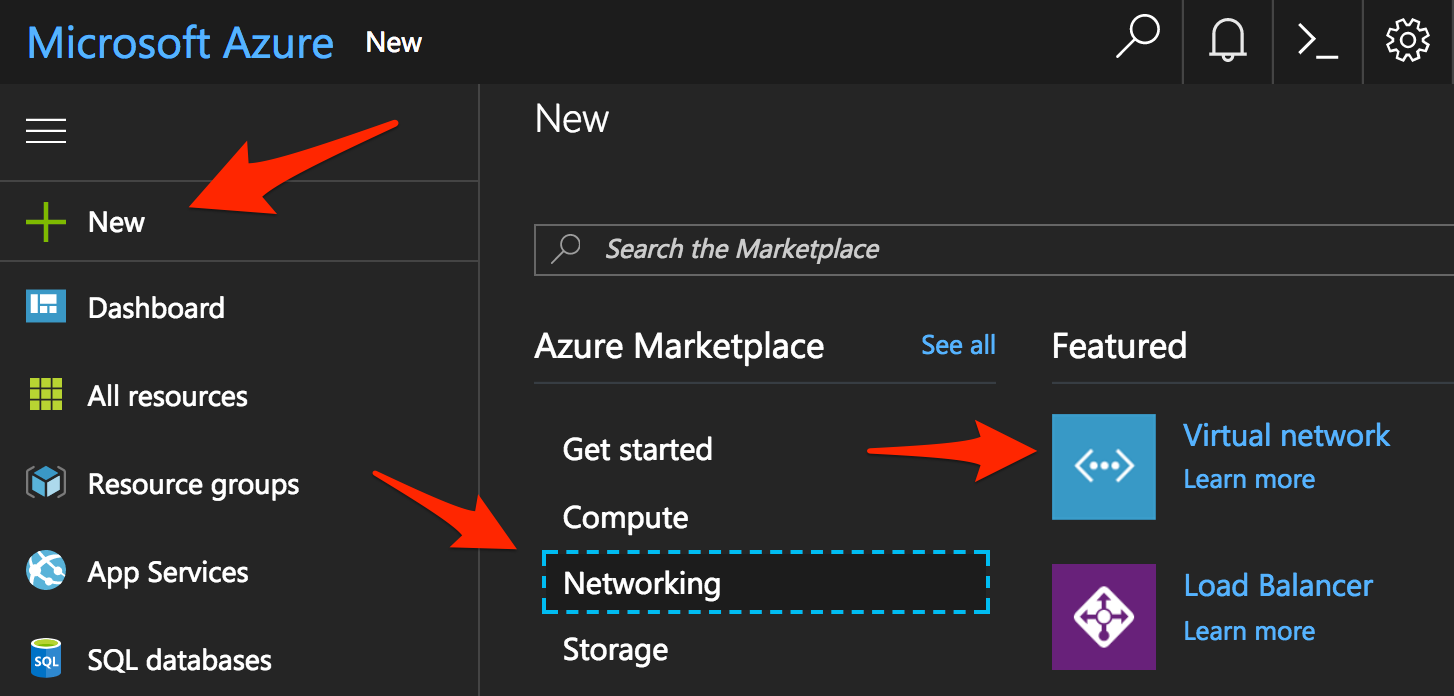 Microsoft Azure New
New
New
Dashboard
All resources
Resource groups
App Services
SQL
SQL databases
Search the Marketplace
Azure Marketplace See all
Get started
Compute
Networking
Storage
Featured
Virtual network
Learn more
Load Balancer
Learn more